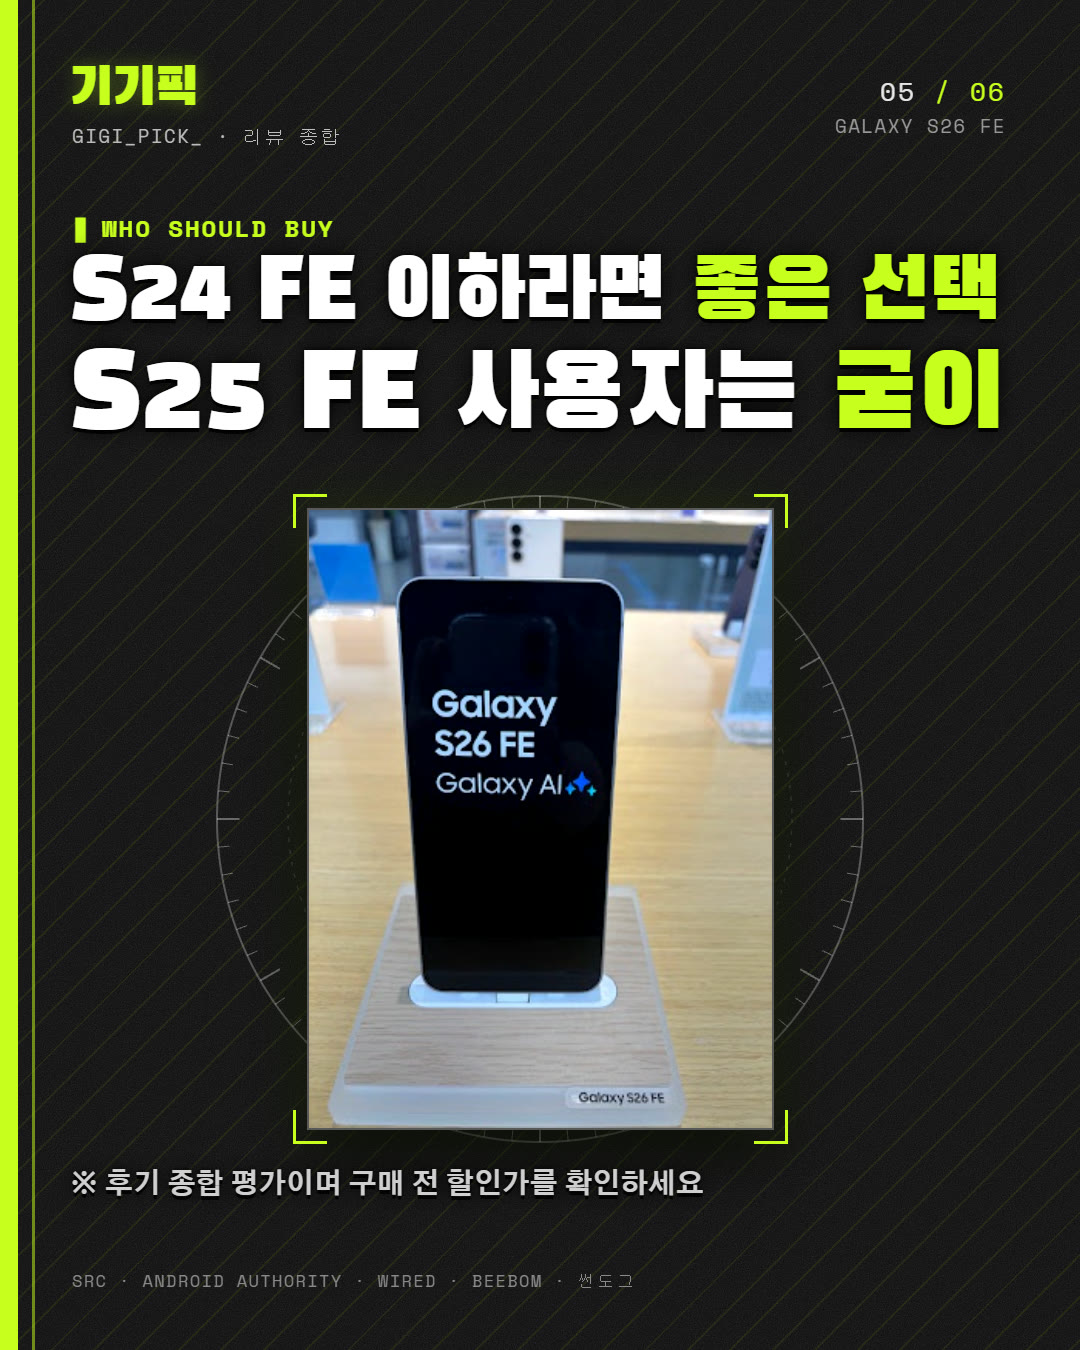 기기픽
GIGI_PICK_ · 리뷰 종합
05 / 06
GALAXY S26 FE
WHO SHOULD BUY
S24 FE 이하라면 좋은 선택
S25 FE 사용자는 굳이
Galaxy
S26 FE
Galaxy AI
Galaxy S26 FE
※ 후기 종합 평가이며 구매 전 할인가를 확인하세요
SRC · ANDROID AUTHORITY · WIRED · BEEBOM · 썬도그